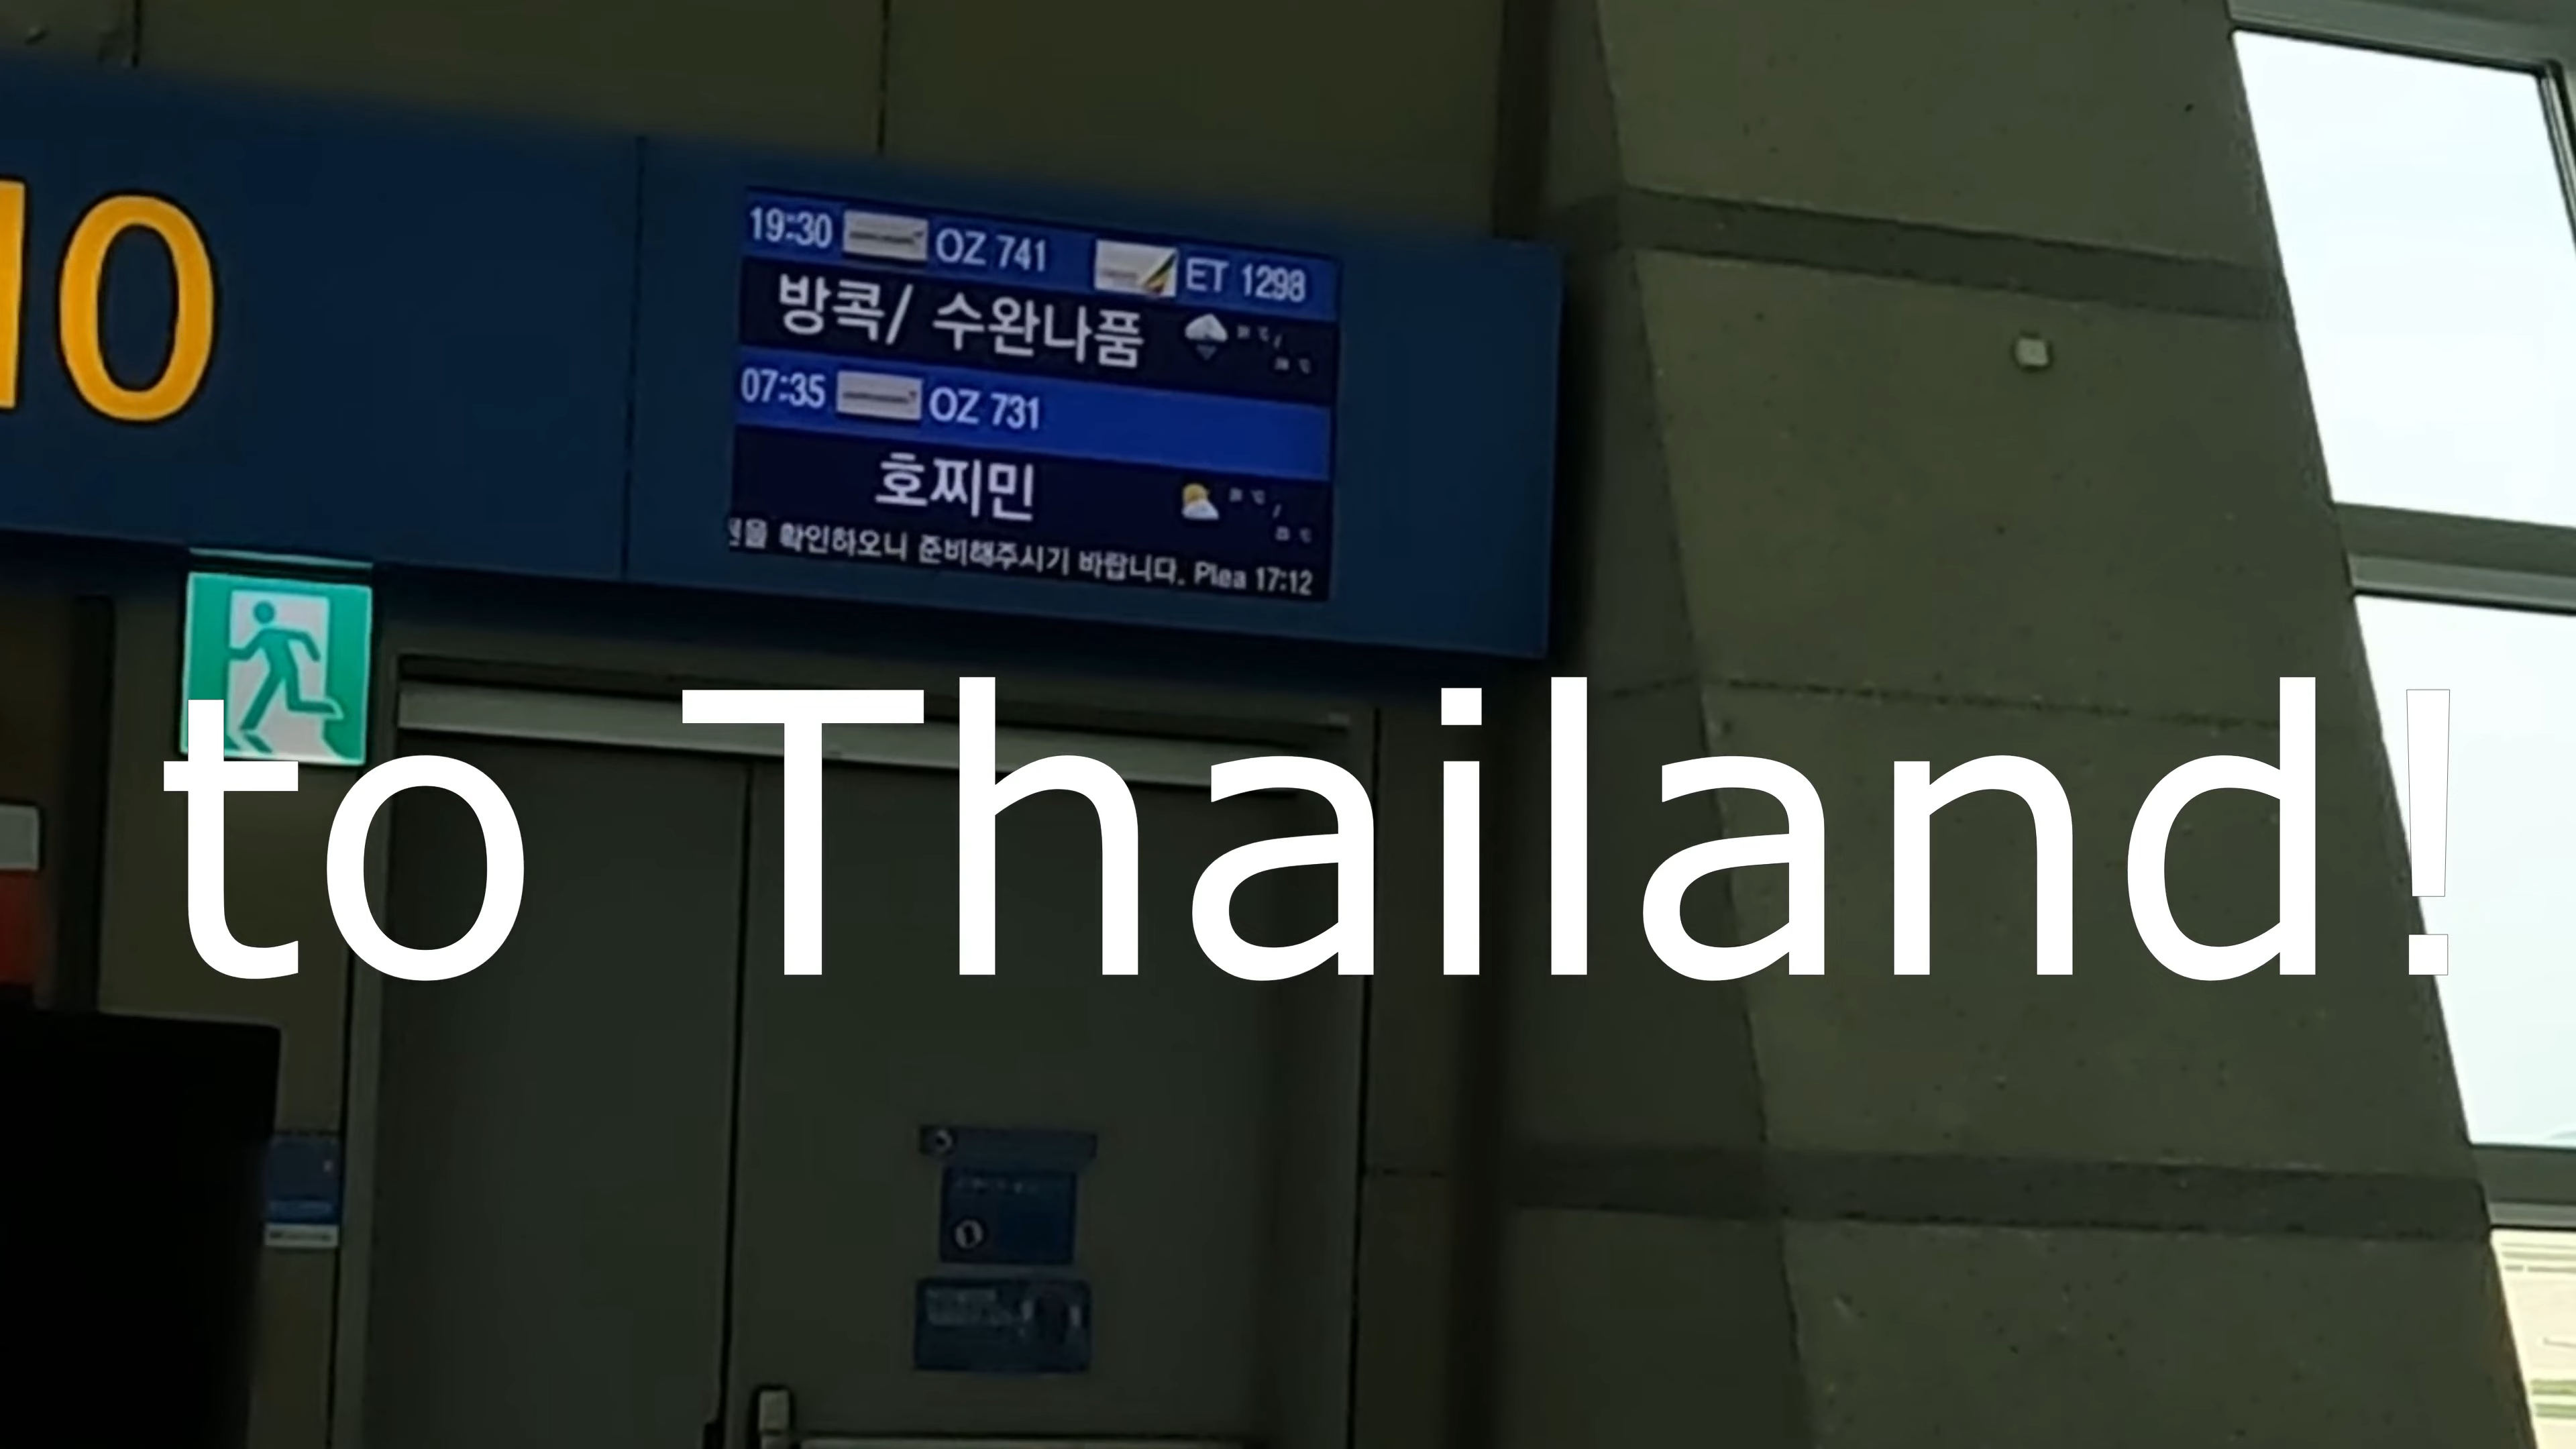 10
19:30 OZ 741 ET 1298
방콕/ 수완나품
07:35 OZ 731
호찌민
을 확인하오니 준비해주시기 바랍니다. Plea 17:12
to Thailand!